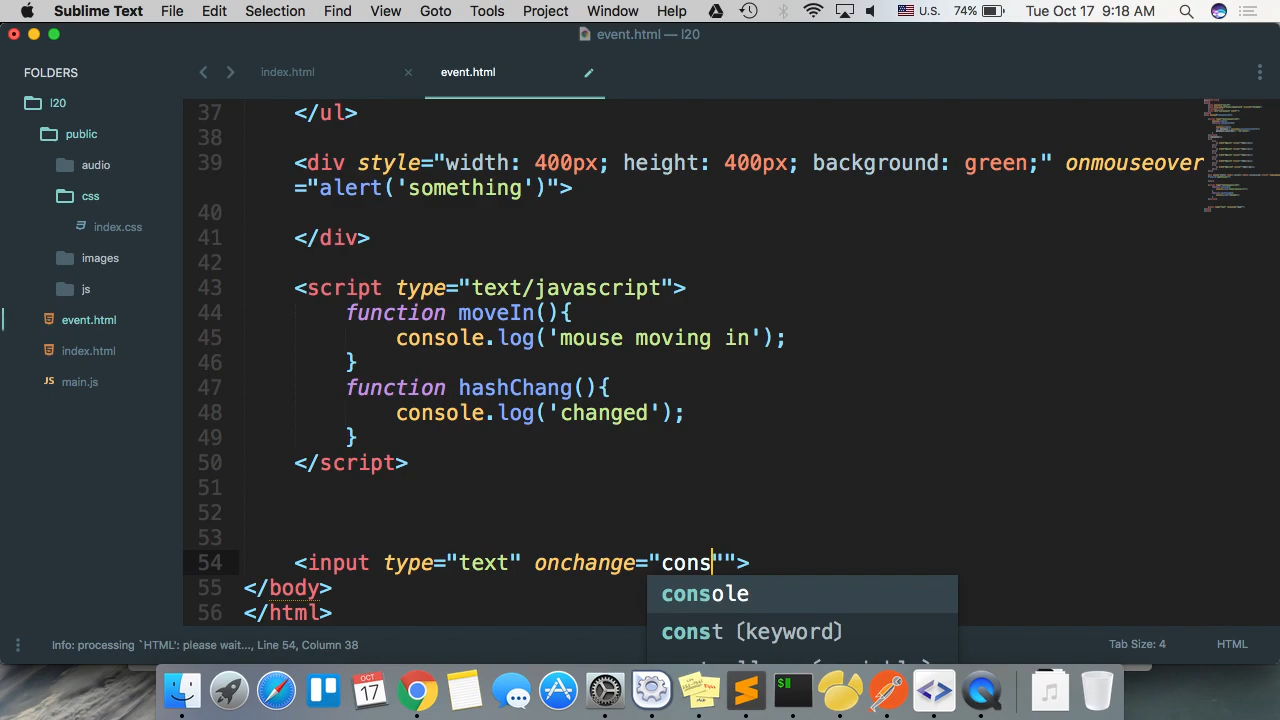 Sublime Text File Edit Selection Find View Goto Tools Project Window Help U.S. 74% Tue Oct 17 9:18 AM
event.html — l20
FOLDERS
l20
public
audio
css
index.css
images
js
event.html
index.html
JS main.js
index.html × event.html
37 </ul>
38
39 <div style="width: 400px; height: 400px; background: green;" onmouseover
="alert('something')">
40
41 </div>
42
43 <script type="text/javascript">
44 function moveIn(){
45 console.log('mouse moving in');
46 }
47 function hashChang(){
48 console.log('changed');
49 }
50 </script>
51
52
53
54 <input type="text" onchange="cons"">
55 </body>
56 </html>
console
const (keyword)
Info: processing `HTML': please wait..., Line 54, Column 38 Tab Size: 4 HTML
OCT
17